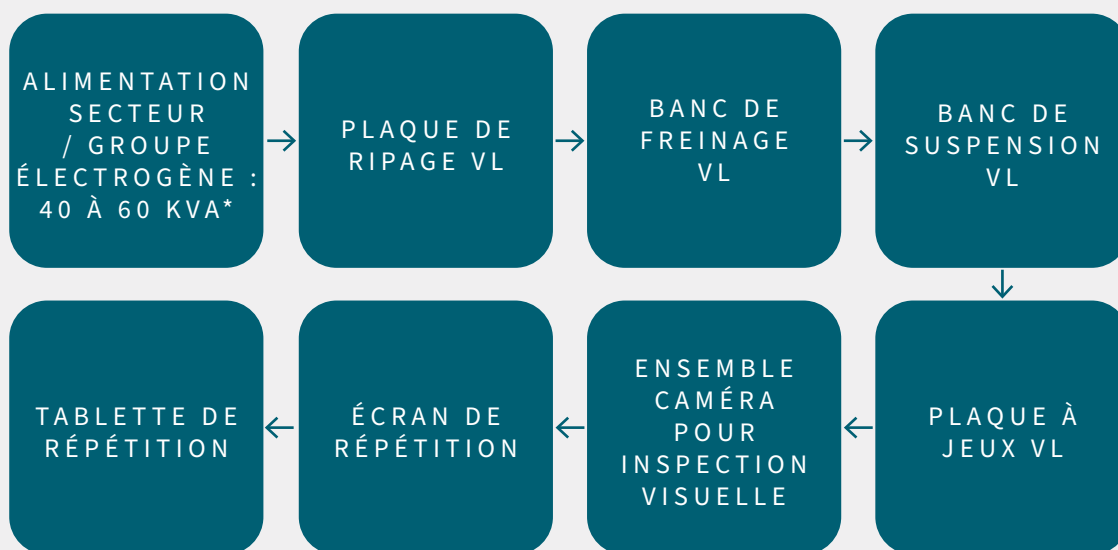 ALIMENTATION
SECTEUR
/ GROUPE
ÉLECTROGÈNE :
40 À 60 KVA*
PLAQUE DE
RIPAGE VL
BANC DE
FREINAGE
VL
BANC DE
SUSPENSION
VL
PLAQUE À
JEUX VL
ENSEMBLE
CAMÉRA
POUR
INSPECTION
VISUELLE
ÉCRAN DE
RÉPÉTITION
TABLETTE DE
RÉPÉTITION